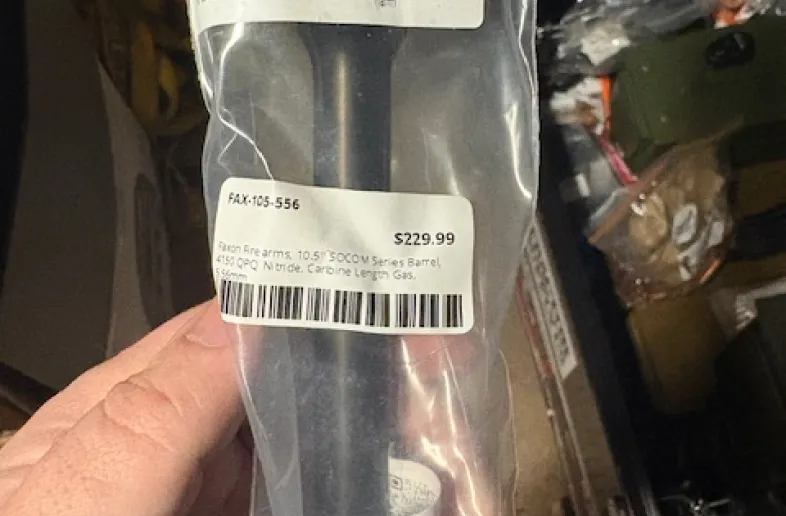 FAX-105-556
$229.99
Faxon Firearms, 10.5" SOCOM Series Barrel,
4150 QPQ Nitride, Carbine Length Gas,
5.56mm